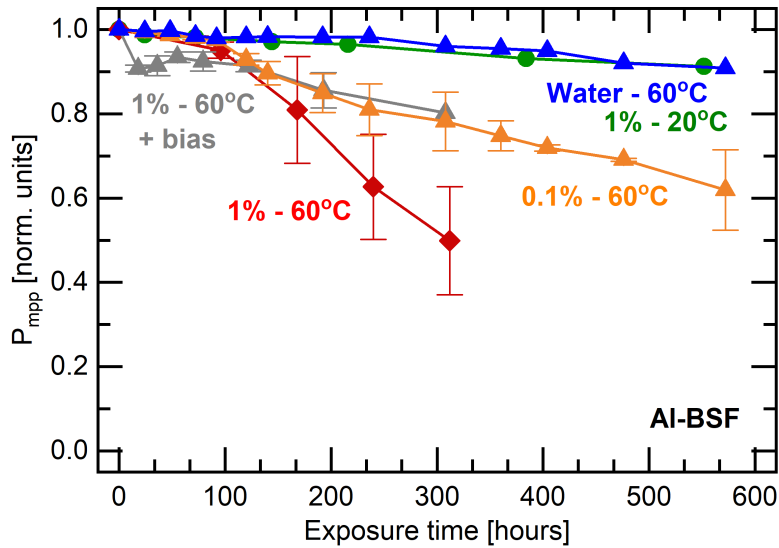 1.0
0.8
0.6
0.4
0.2
0.0
P_mpp [norm. units]
1% - 60°C
+ bias
Water - 60°C
1% - 20°C
1% - 60°C
0.1% - 60°C
Al-BSF
0 100 200 300 400 500 600
Exposure time [hours]